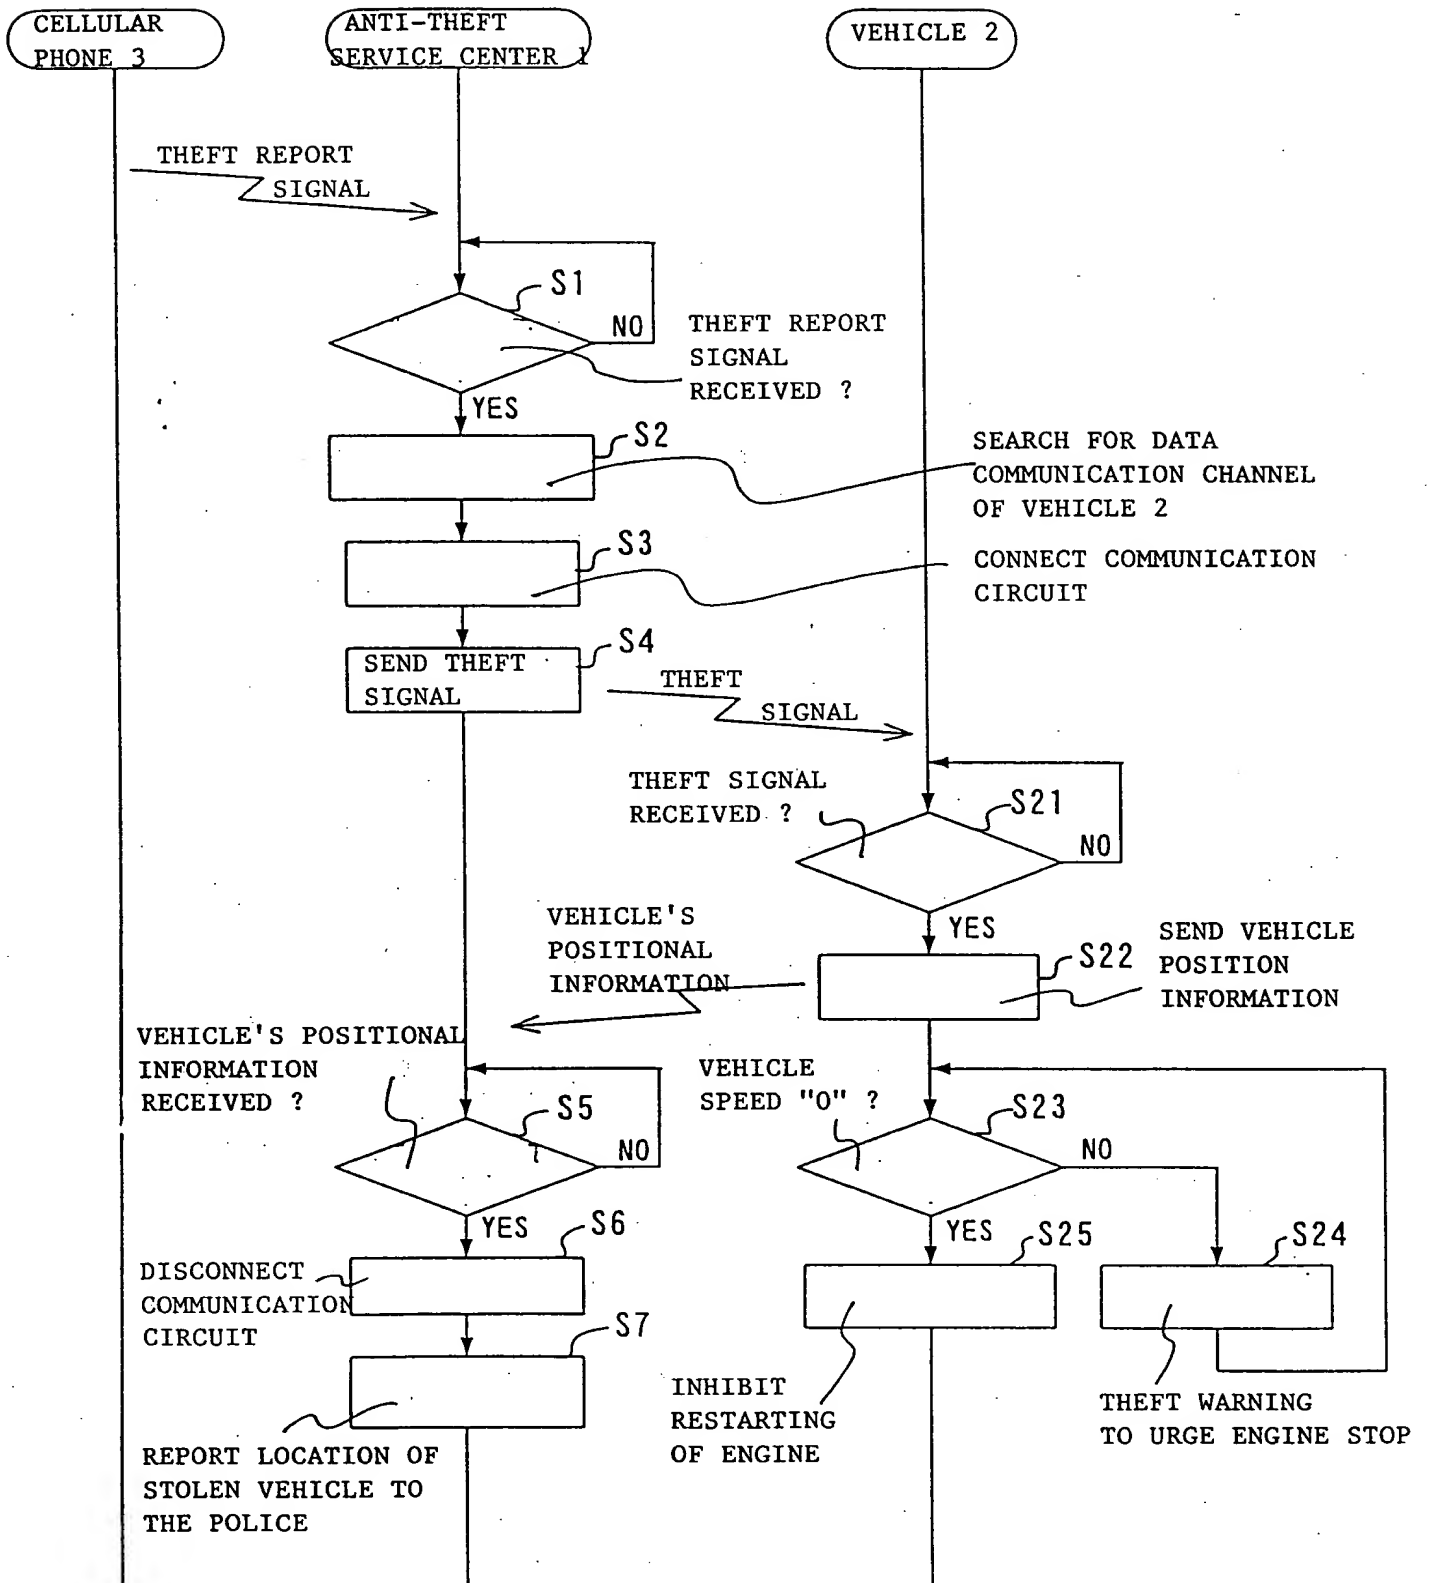 CELLULAR
PHONE 3
ANTI-THEFT
SERVICE CENTER 1
VEHICLE 2
THEFT REPORT
SIGNAL
S1
NO
THEFT REPORT
SIGNAL
RECEIVED ?
YES
S2
SEARCH FOR DATA
COMMUNICATION CHANNEL
OF VEHICLE 2
S3
CONNECT COMMUNICATION
CIRCUIT
S4
SEND THEFT
SIGNAL
THEFT
SIGNAL
THEFT SIGNAL
RECEIVED ?
S21
NO
YES
VEHICLE'S
POSITIONAL
INFORMATION
S22
SEND VEHICLE
POSITION
INFORMATION
VEHICLE'S POSITIONAL
INFORMATION
RECEIVED ?
S5
NO
VEHICLE
SPEED "0" ?
S23
NO
YES
S6
DISCONNECT
COMMUNICATION
CIRCUIT
YES
S25
S24
S7
INHIBIT
RESTARTING
OF ENGINE
THEFT WARNING
TO URGE ENGINE STOP
REPORT LOCATION OF
STOLEN VEHICLE TO
THE POLICE